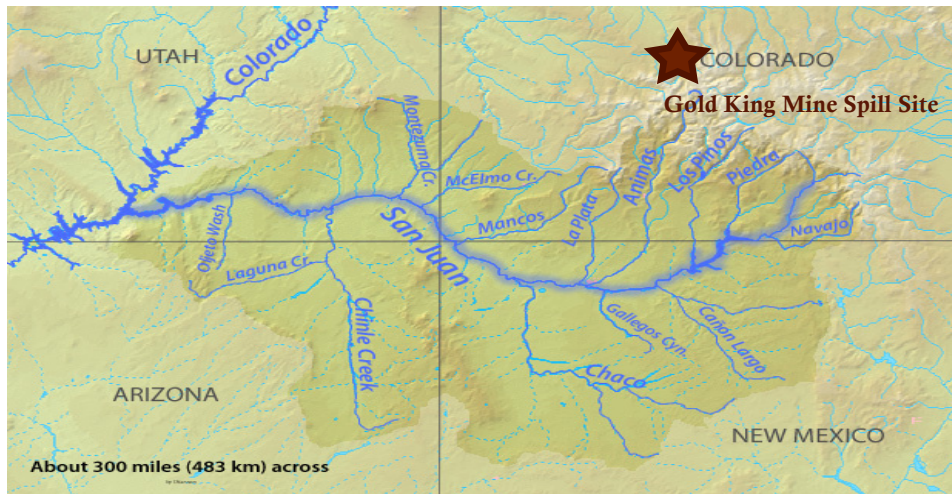 UTAH
Colorado
COLORADO
Gold King Mine Spill Site
Montezuma Cr.
McElmo Cr.
Mancos
La Plata
Animas
Los Pinos
Piedra
Navajo
San Juan
Oljeto Wash
Laguna Cr.
Chinle Creek
Gallegos Cyn.
Cañon Largo
Chaco
ARIZONA
NEW MEXICO
About 300 miles (483 km) across